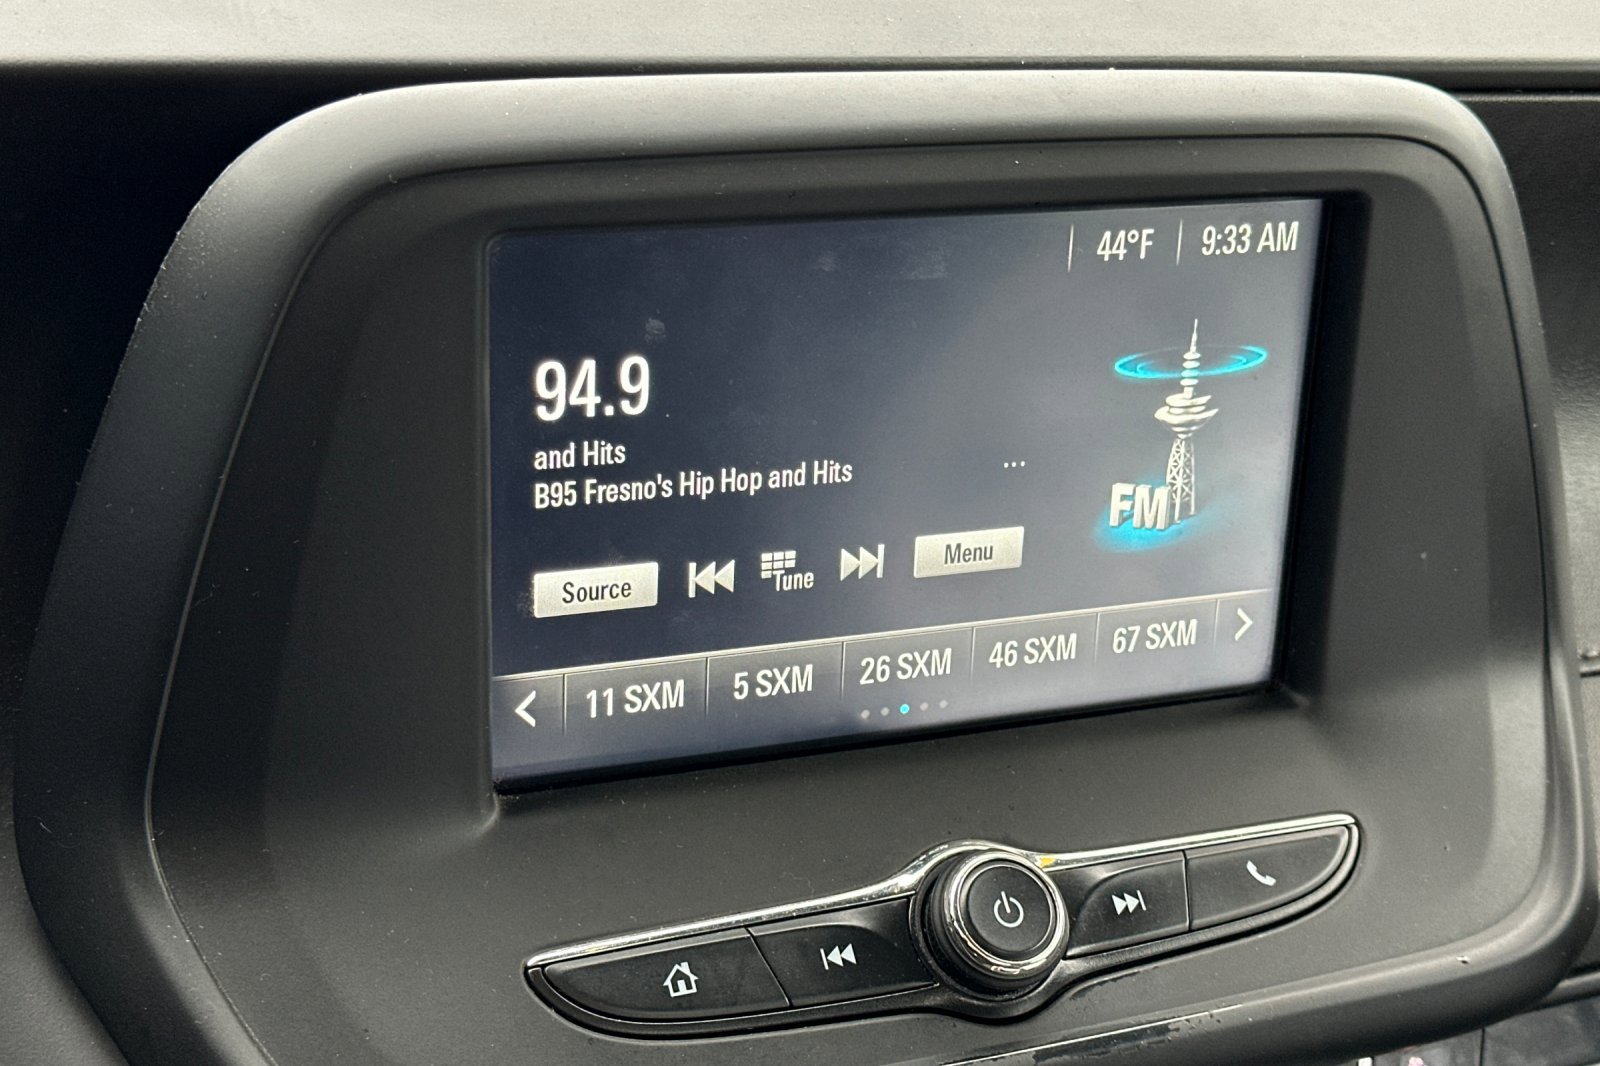 44°F 9:33 AM
94.9
and Hits
B95 Fresno's Hip Hop and Hits
...
FM
Source Tune Menu
11 SXM 5 SXM 26 SXM 46 SXM 67 SXM